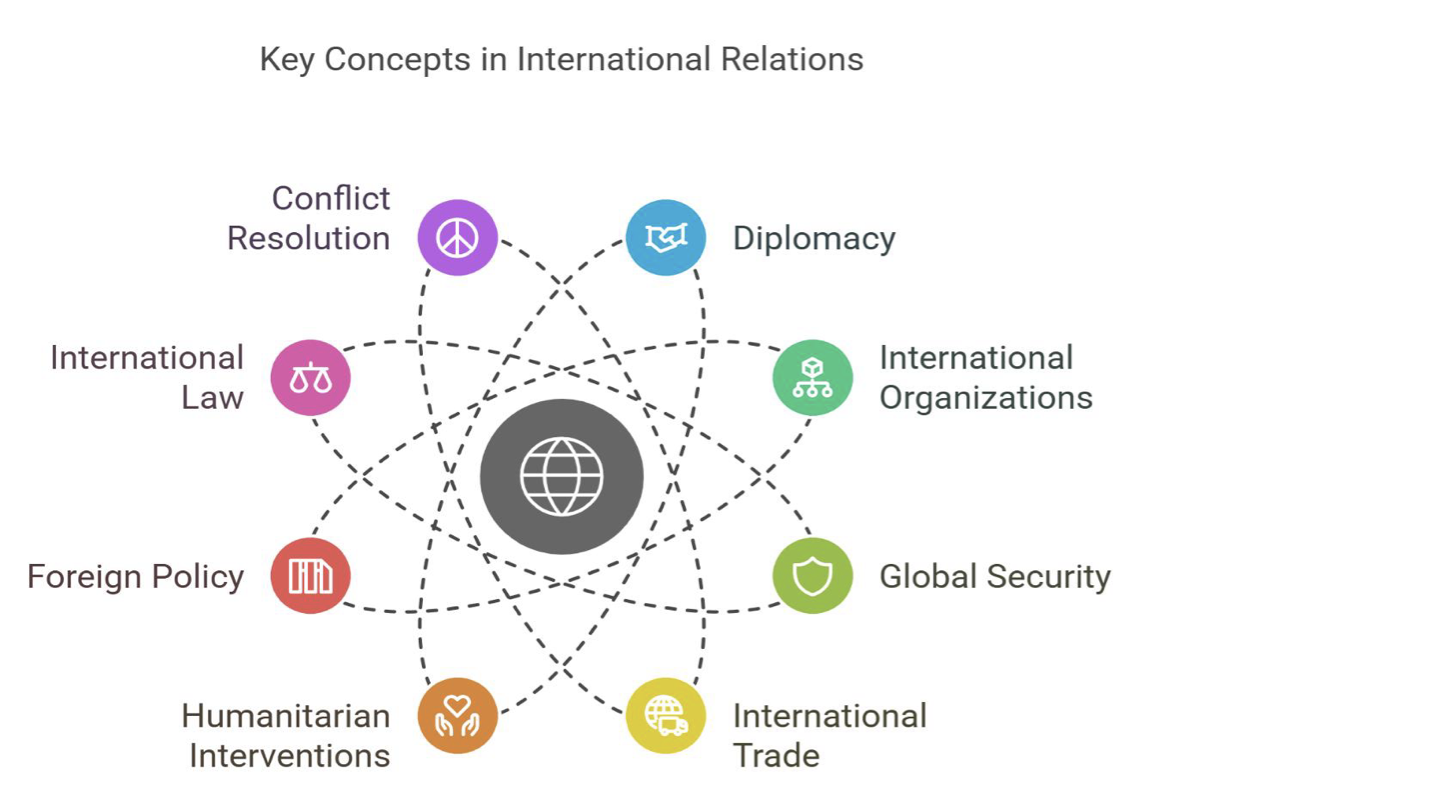 Key Concepts in International Relations
Conflict
Resolution
Diplomacy
International
Law
International
Organizations
Foreign Policy
Global Security
Humanitarian
Interventions
International
Trade